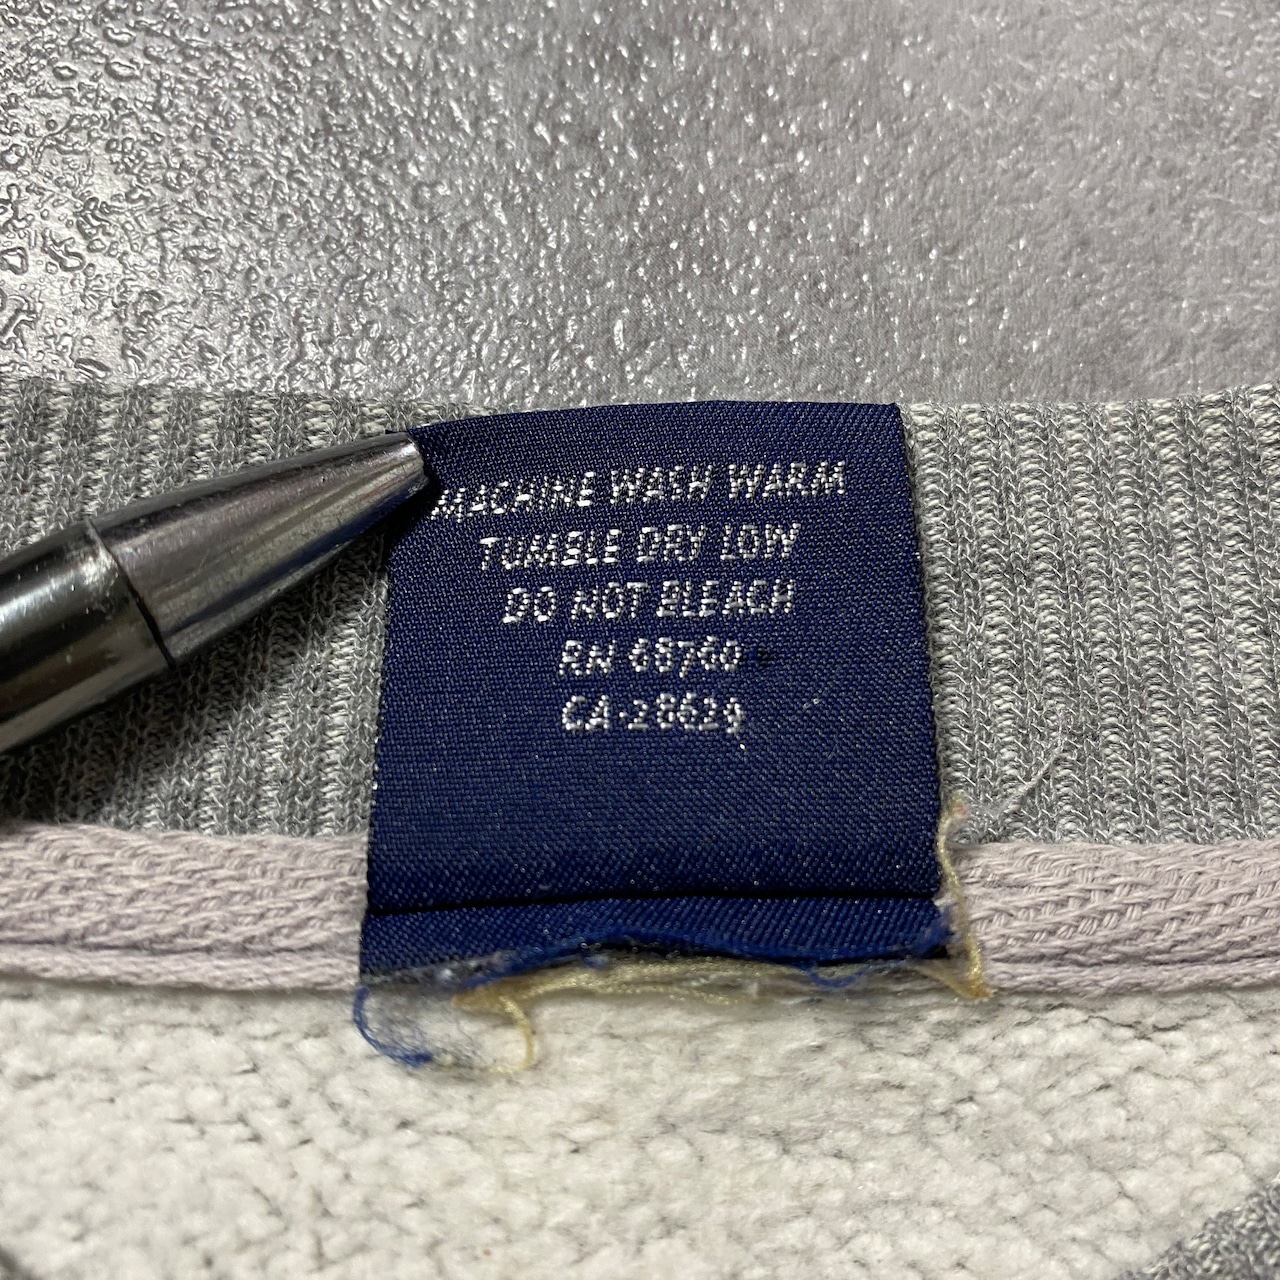 MACHINE WASH WARM
TUMBLE DRY LOW
DO NOT BLEACH
RN 68760
CA-28629